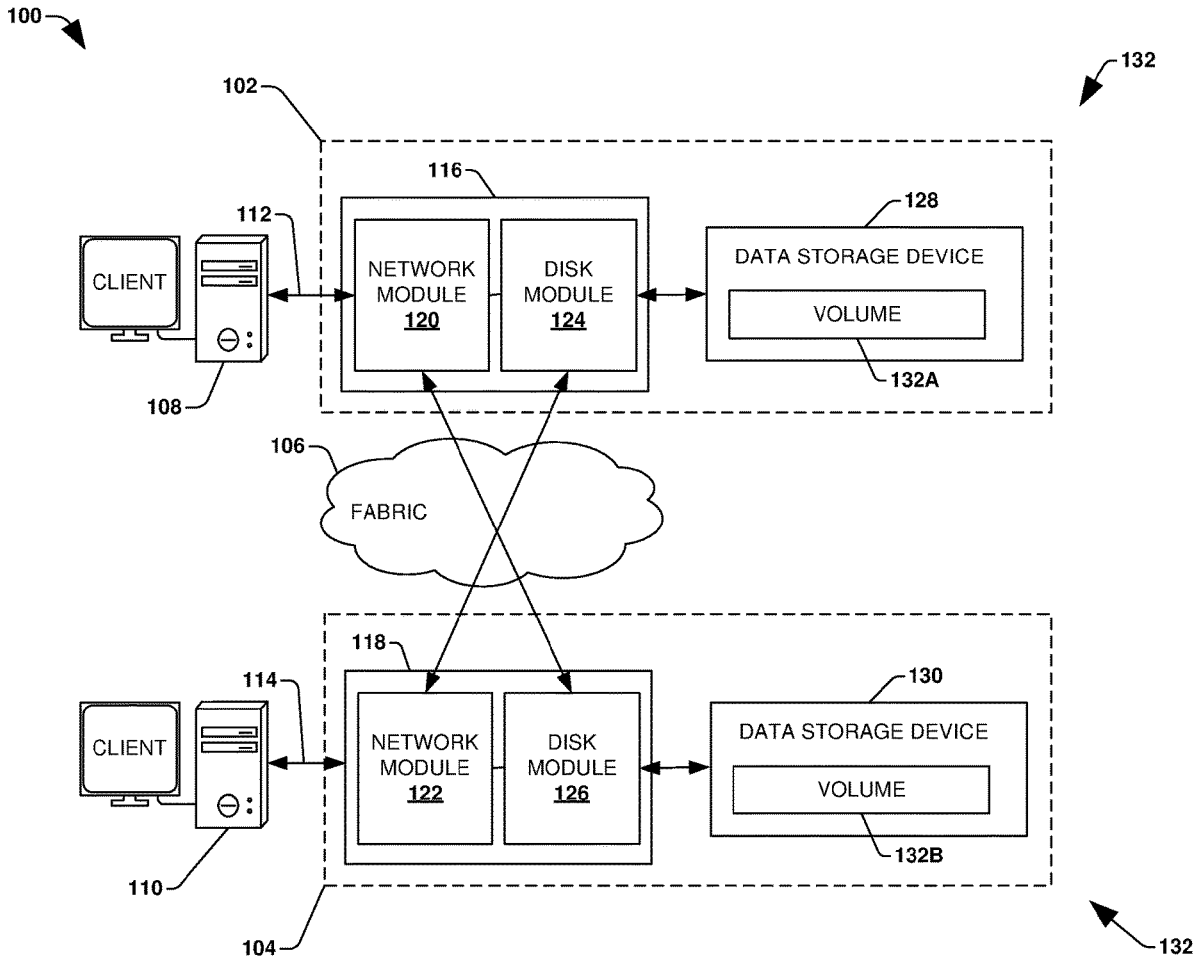 100
132
102
116
128
112
DATA STORAGE DEVICE
CLIENT
NETWORK
MODULE
120
DISK
MODULE
124
VOLUME
132A
108
106
FABRIC
118
130
114
DATA STORAGE DEVICE
CLIENT
NETWORK
MODULE
122
DISK
MODULE
126
VOLUME
132B
110
104
132